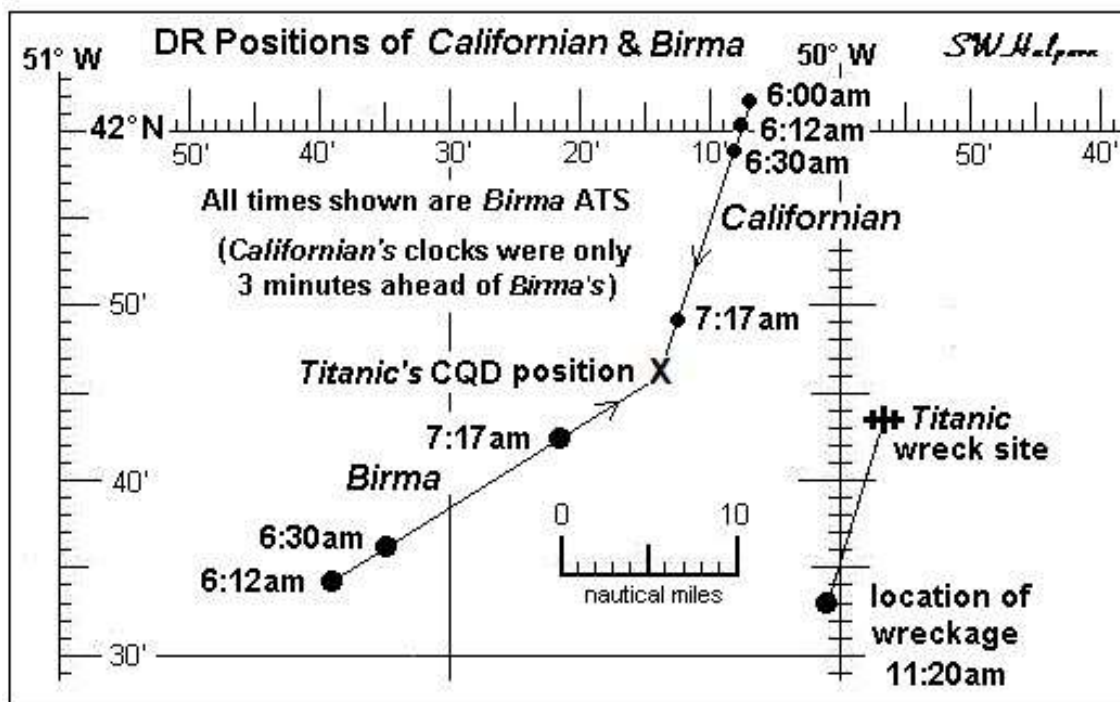 DR Positions of Californian & Birma
SWHalpern
51° W
50° W
6:00am
42°N
6:12am
50'
40'
20'
10'
6:30am
50'
40'
All times shown are Birma ATS
Californian
(Californian's clocks were only
3 minutes ahead of Birma's)
50'
7:17am
Titanic's CQD position X
Titanic
wreck site
7:17am
40'
Birma
0 10
6:30am
6:12am
nautical miles
location of
wreckage
11:20am
30'